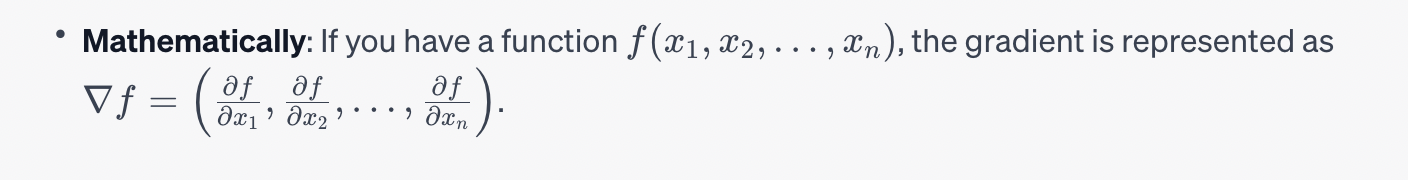 • Mathematically: If you have a function f(x₁, x₂, . . . , xₙ), the gradient is represented as
∇f = (∂f/∂x₁, ∂f/∂x₂, . . . , ∂f/∂xₙ).